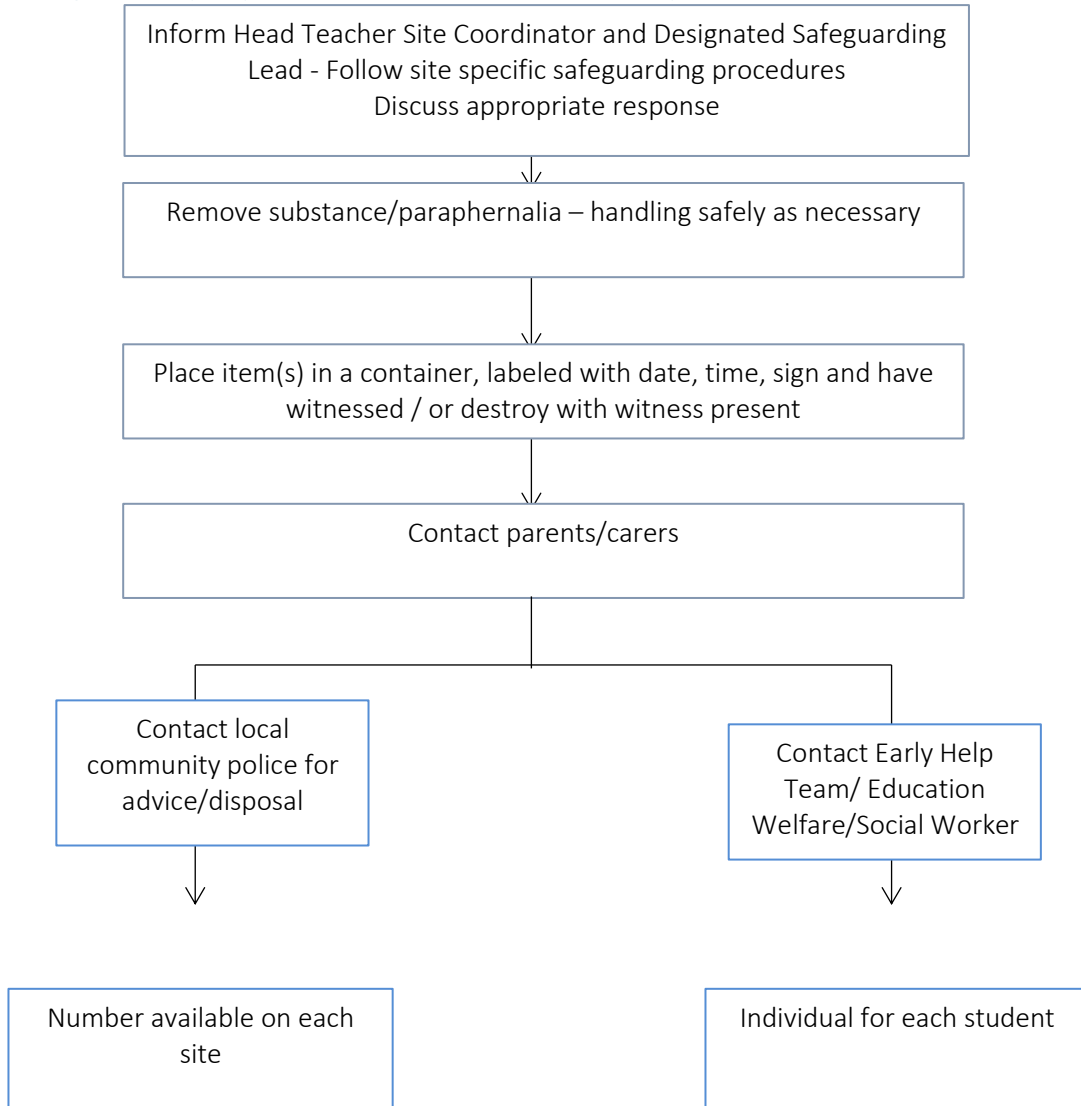 Inform Head Teacher Site Coordinator and Designated Safeguarding
Lead - Follow site specific safeguarding procedures
Discuss appropriate response
Remove substance/paraphernalia – handling safely as necessary
Place item(s) in a container, labeled with date, time, sign and have
witnessed / or destroy with witness present
Contact parents/carers
Contact local
community police for
advice/disposal
Contact Early Help
Team/ Education
Welfare/Social Worker
Number available on each
site
Individual for each student